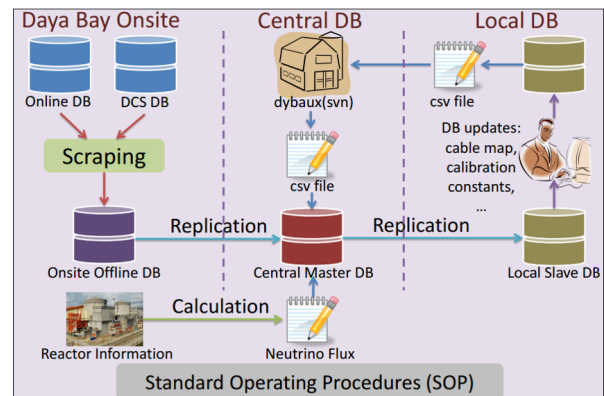 Daya Bay Onsite
Central DB
Local DB
Online DB
DCS DB
dybaux(svn)
csv file
DB updates:
cable map,
calibration
constants,
...
Scraping
csv file
Replication
Replication
Onsite Offline DB
Central Master DB
Local Slave DB
Calculation
Reactor Information
Neutrino Flux
Standard Operating Procedures (SOP)